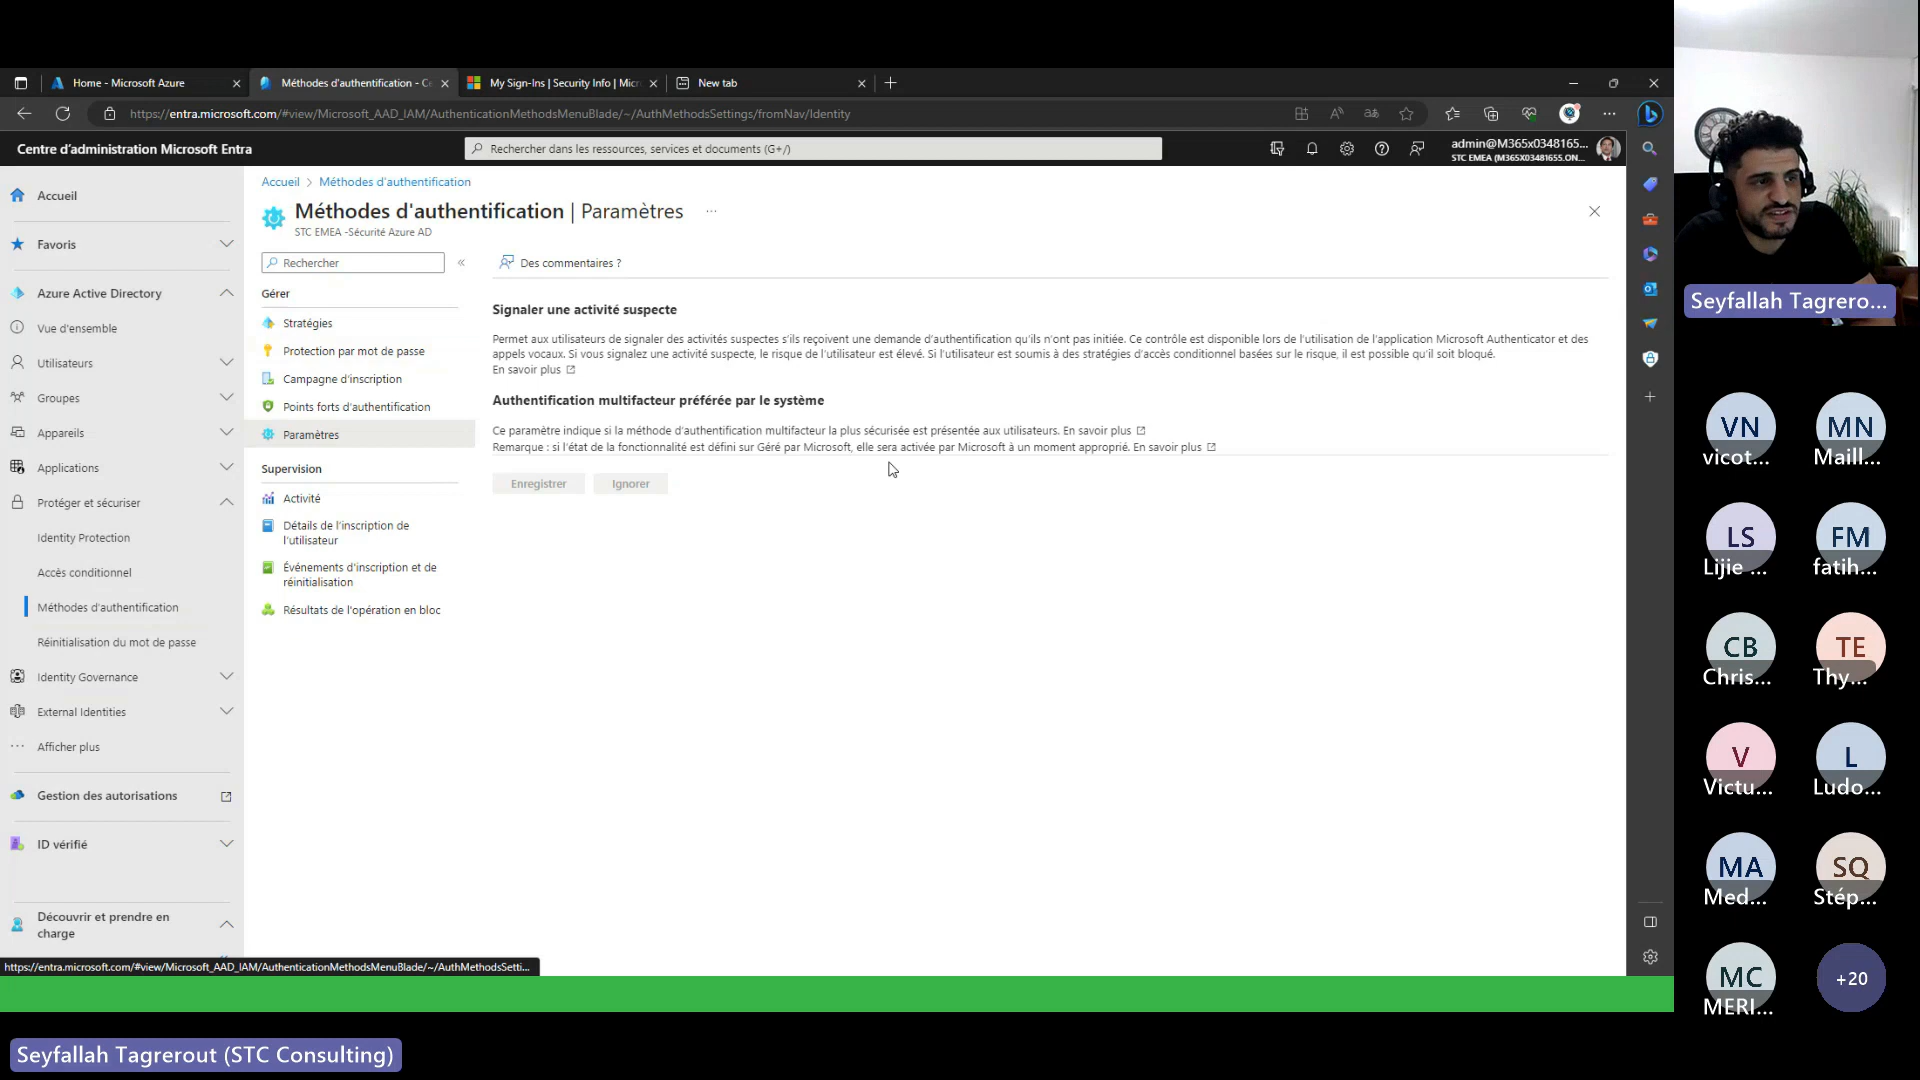 Home - Microsoft Azure
Méthodes d'authentification - Ce
My Sign-Ins | Security Info | Micr
New tab
https://entra.microsoft.com/#view/Microsoft_AAD_IAM/AuthenticationMethodsMenuBlade/~/AuthMethodsSettings/fromNav/Identity
Centre d'administration Microsoft Entra
Rechercher dans les ressources, services et documents (G+/)
admin@M365x0348165...
STC EMEA (M365X03481655.ON...
Accueil
Favoris
Azure Active Directory
Vue d'ensemble
Utilisateurs
Groupes
Appareils
Applications
Protéger et sécuriser
Identity Protection
Accès conditionnel
Méthodes d'authentification
Réinitialisation du mot de passe
Identity Governance
External Identities
Afficher plus
Gestion des autorisations
ID vérifié
Découvrir et prendre en
charge
Accueil > Méthodes d'authentification
Méthodes d'authentification | Paramètres ...
STC EMEA -Sécurité Azure AD
Rechercher
Gérer
Stratégies
Protection par mot de passe
Campagne d'inscription
Points forts d'authentification
Paramètres
Supervision
Activité
Détails de l'inscription de
l'utilisateur
Événements d'inscription et de
réinitialisation
Résultats de l'opération en bloc
Des commentaires ?
Signaler une activité suspecte
Permet aux utilisateurs de signaler des activités suspectes s'ils reçoivent une demande d'authentification qu'ils n'ont pas initiée. Ce contrôle est disponible lors de l'utilisation de l'application Microsoft Authenticator et des
appels vocaux. Si vous signalez une activité suspecte, le risque de l'utilisateur est élevé. Si l'utilisateur est soumis à des stratégies d'accès conditionnel basées sur le risque, il est possible qu'il soit bloqué.
En savoir plus
Authentification multifacteur préférée par le système
Ce paramètre indique si la méthode d'authentification multifacteur la plus sécurisée est présentée aux utilisateurs. En savoir plus
Remarque : si l'état de la fonctionnalité est défini sur Géré par Microsoft, elle sera activée par Microsoft à un moment approprié. En savoir plus
Enregistrer
Ignorer
https://entra.microsoft.com/#view/Microsoft_AAD_IAM/AuthenticationMethodsMenuBlade/~/AuthMethodsSetti...
Seyfallah Tagrerout (STC Consulting)
Seyfallah Tagrero...
VN
vicot...
MN
Maill...
LS
Lijie ...
FM
fatih...
CB
Chris...
TE
Thy...
V
Victu...
L
Ludo...
MA
Med...
SQ
Stép...
MC
MERI...
+20